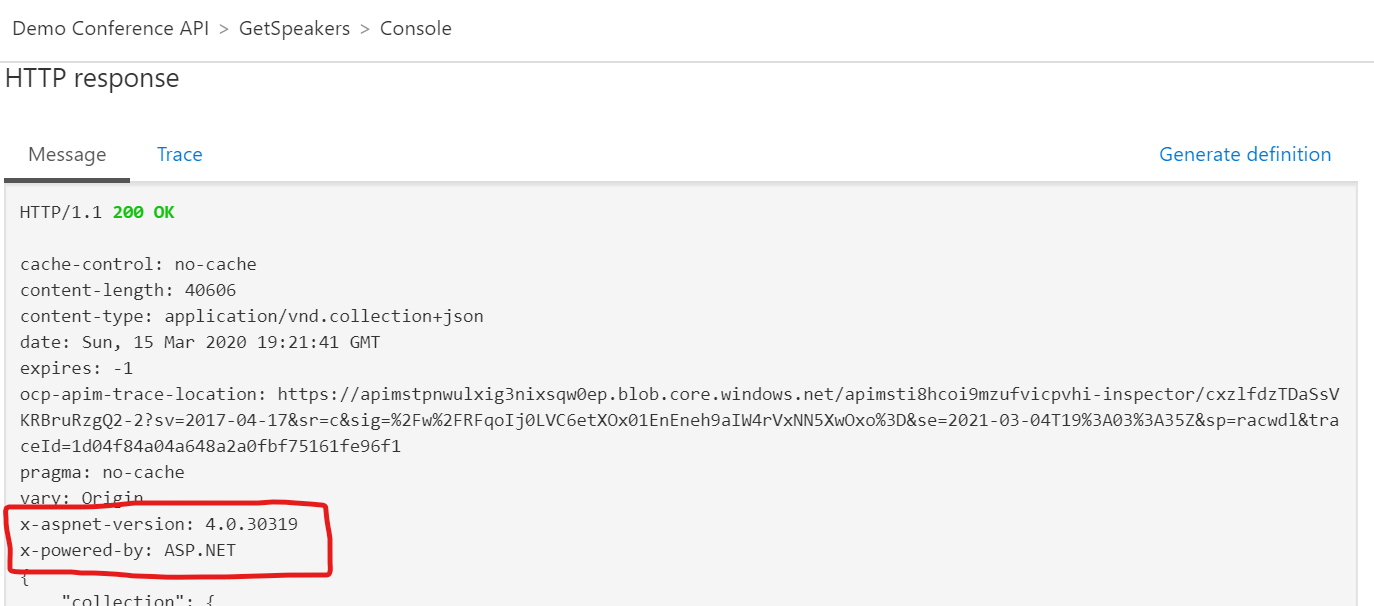 Demo Conference API > GetSpeakers > Console
HTTP response
Message Trace Generate definition
HTTP/1.1 200 OK
cache-control: no-cache
content-length: 40606
content-type: application/vnd.collection+json
date: Sun, 15 Mar 2020 19:21:41 GMT
expires: -1
ocp-apim-trace-location: https://apimstpnwulxig3nixsqw0ep.blob.core.windows.net/apimsti8hcoi9mzufvicpvhi-inspector/cxzlfdzTDaSsV
KRBruRzgQ2-2?sv=2017-04-17&sr=c&sig=%2Fw%2FRFqoIj0LVC6etXOx01EnEneh9aIW4rVxNN5XwOxo%3D&se=2021-03-04T19%3A03%3A35Z&sp=racwdl&tra
ceId=1d04f84a04a648a2a0fbf75161fe96f1
pragma: no-cache
vary: Origin
x-aspnet-version: 4.0.30319
x-powered-by: ASP.NET
{
"collection": {